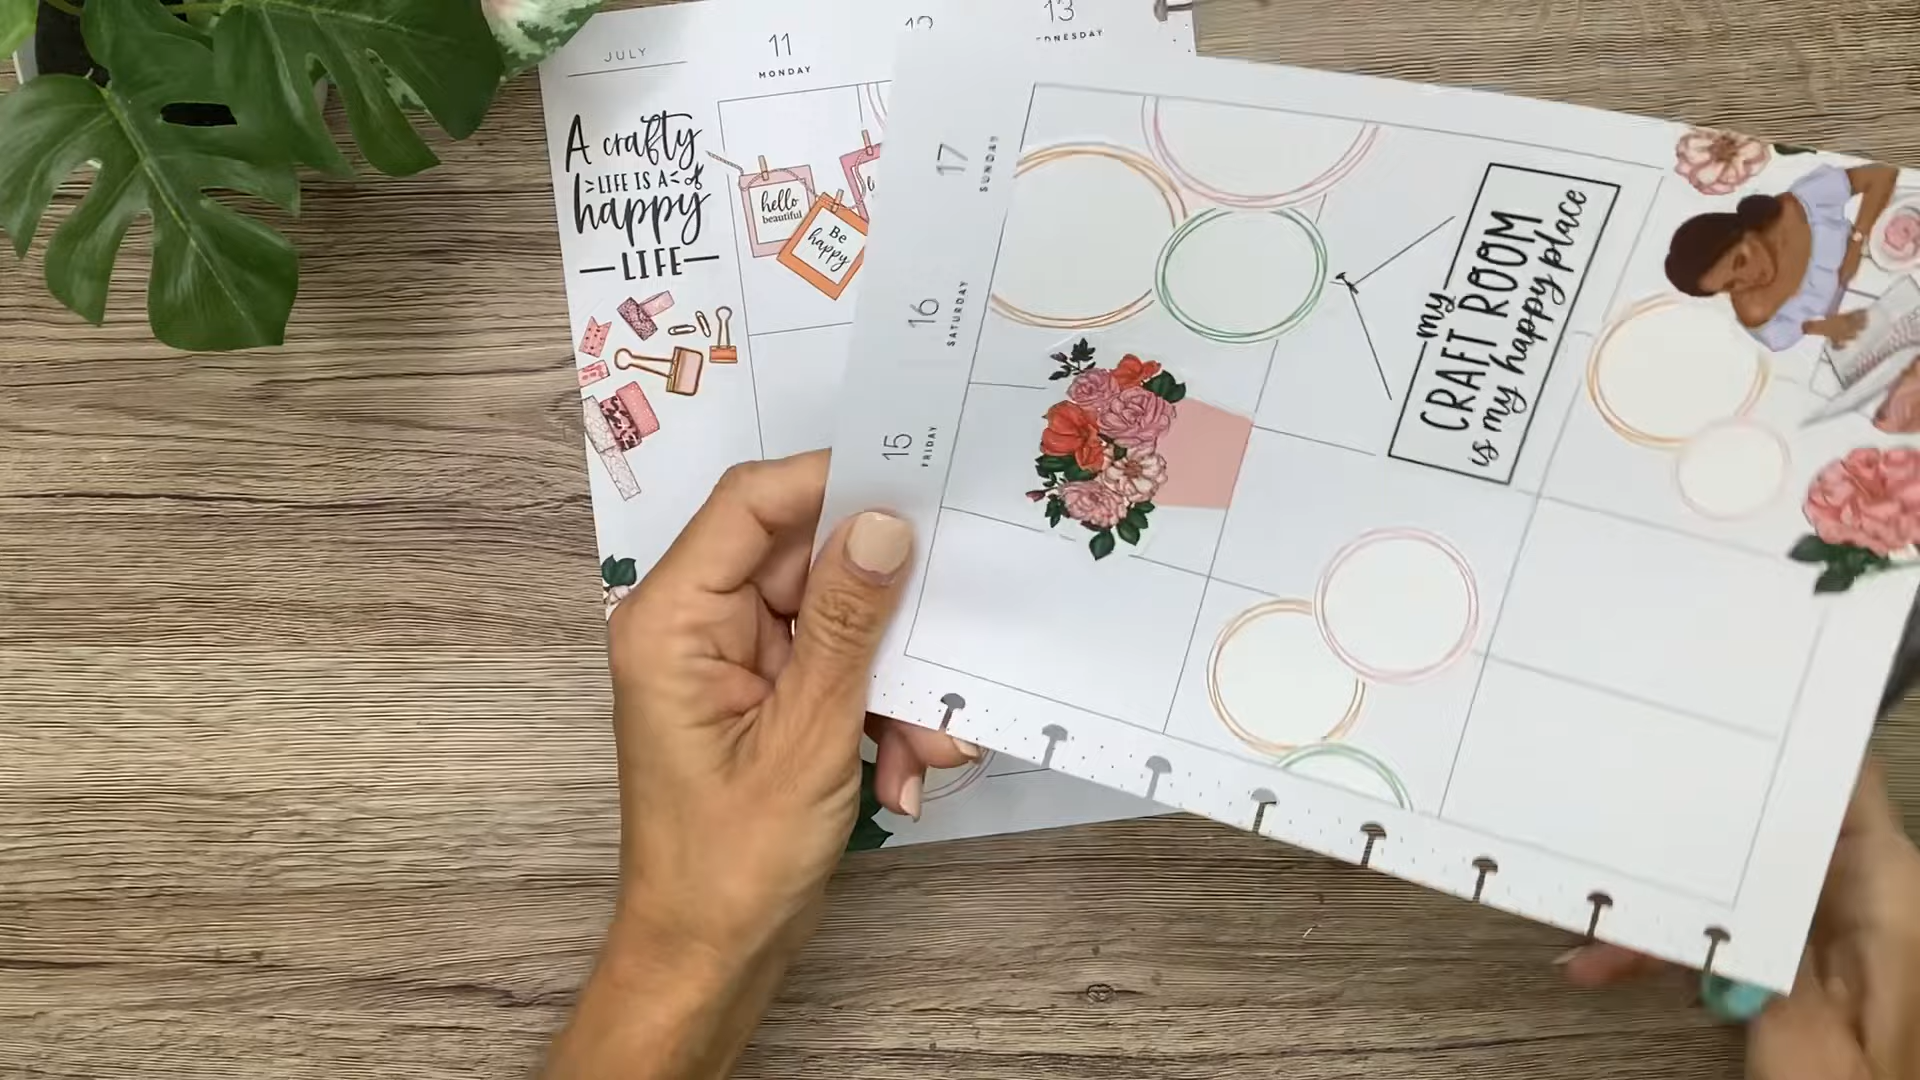 JULY
11
MONDAY
13
A crafty
LIFE IS A
happy
LIFE
hello
beautiful
Be
happy
17
SUNDAY
16
SATURDAY
15
FRIDAY
my
CRAFT ROOM
is my happy place